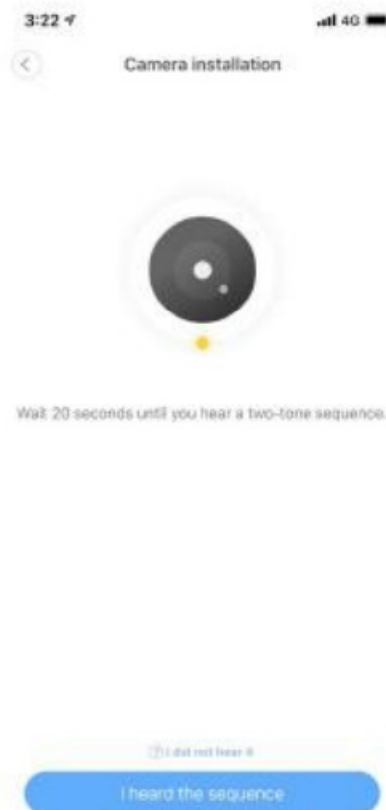 3:22
4G
Camera installation
Wait 20 seconds until you hear a two-tone sequence.
I did not hear it
I heard the sequence